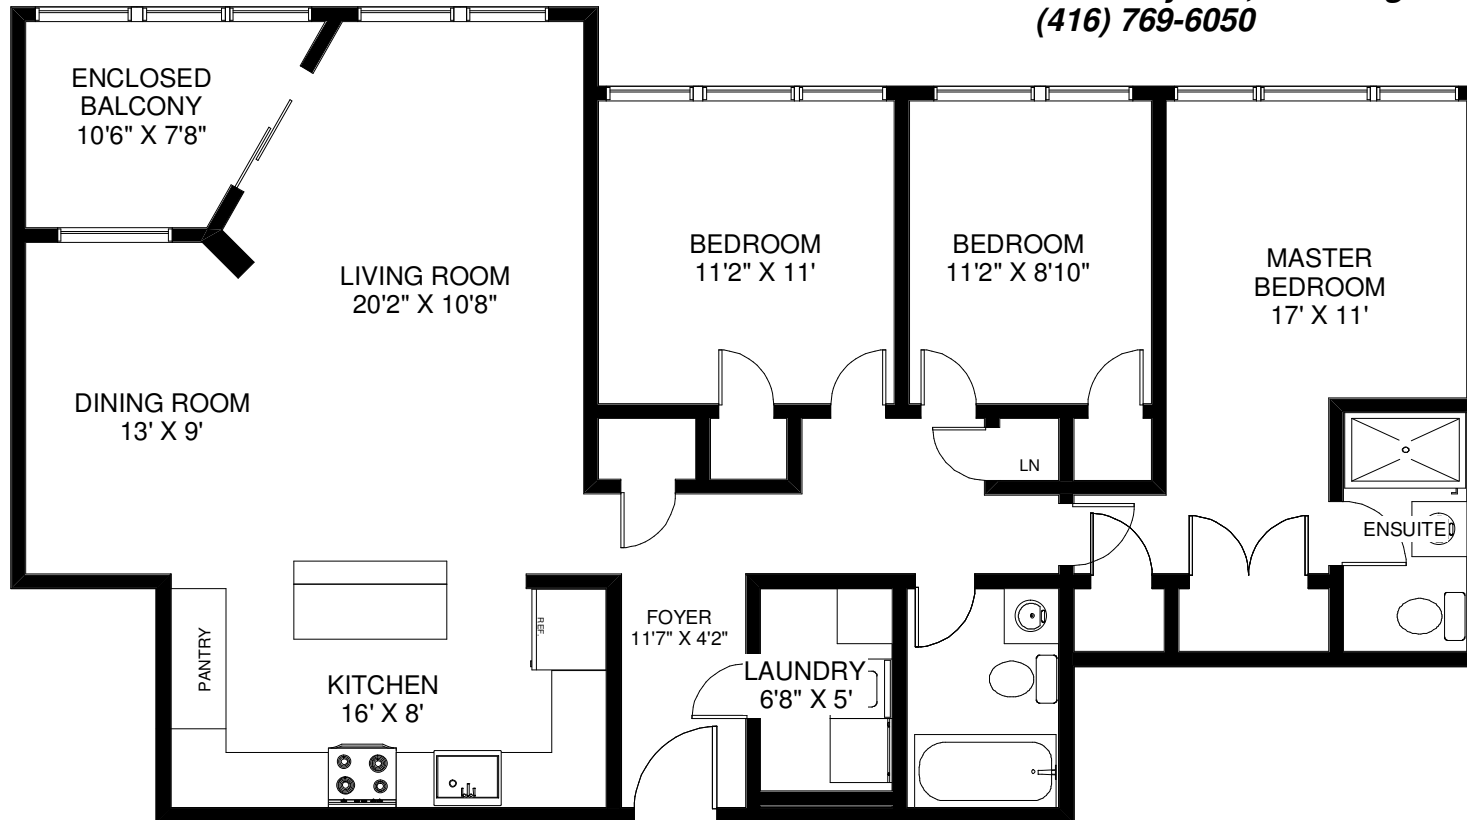 (416) 769-6050
ENCLOSED
BALCONY
10'6" X 7'8"
LIVING ROOM
20'2" X 10'8"
BEDROOM
11'2" X 11'
BEDROOM
11'2" X 8'10"
MASTER
BEDROOM
17' X 11'
DINING ROOM
13' X 9'
LN
ENSUITE
PANTRY
REF.
FOYER
11'7" X 4'2"
KITCHEN
16' X 8'
LAUNDRY
6'8" X 5'